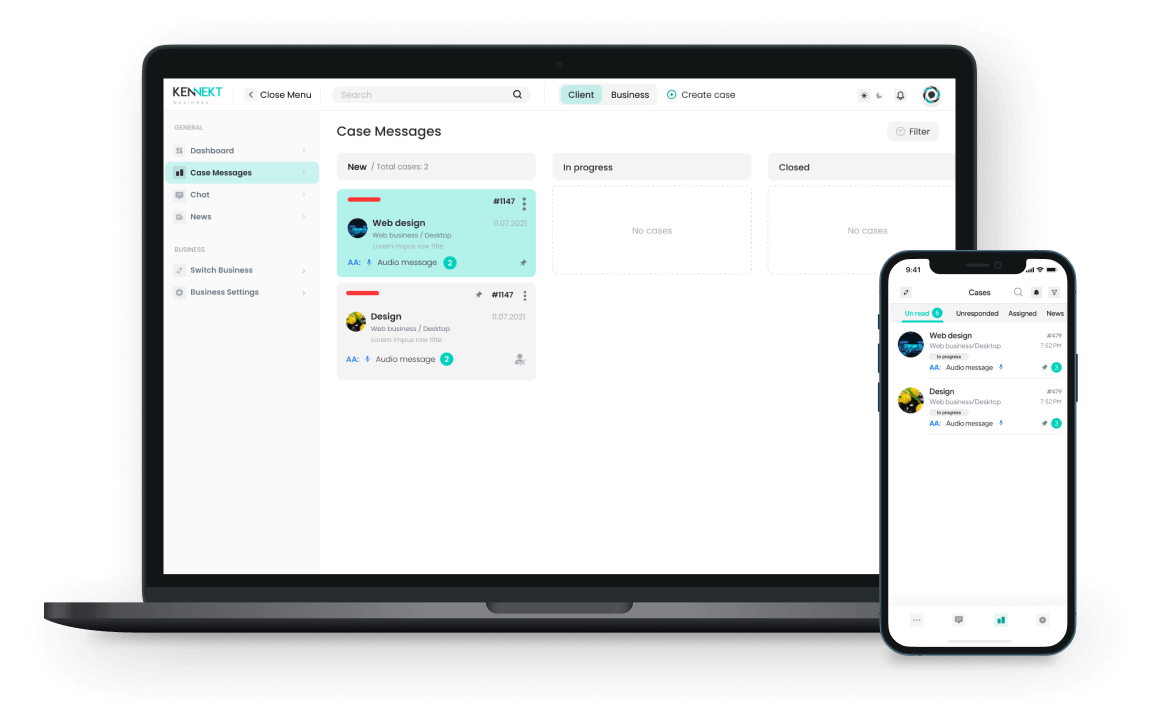 KENNEKT
Business
Close Menu
Search
Client
Business
Create case
GENERAL
Dashboard
Case Messages
Chat
News
BUSINESS
Switch Business
Business Settings
Case Messages
Filter
New / Total cases: 2
#1147
Web design
11.07.2021
Web business / Desktop
Lorem impus row title
AA: Audio message 2
#1147
Design
11.07.2021
Web business / Desktop
Lorem impus row title
AA: Audio message 2
In progress
No cases
Closed
No cases
9:41
Cases
Un read 6 Unresponded Assigned News
Web design #479
Web business/Desktop 7:52 PM
In progress
AA: Audio message 3
Design #479
Web business/Desktop 7:52 PM
In progress
AA: Audio message 3